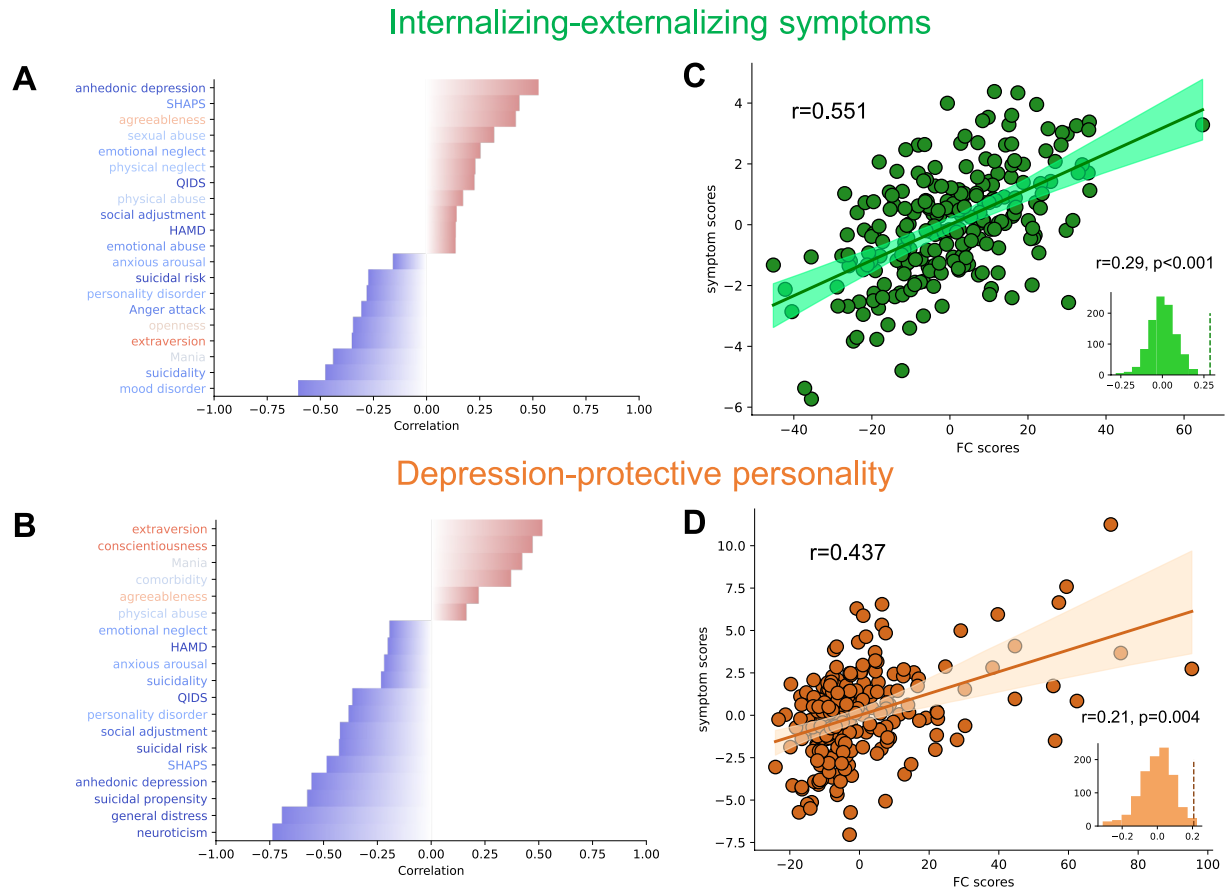 Internalizing-externalizing symptoms
A
anhedonic depression
SHAPS
agreeableness
sexual abuse
emotional neglect
physical neglect
QIDS
physical abuse
social adjustment
HAMD
emotional abuse
anxious arousal
suicidal risk
personality disorder
Anger attack
openness
extraversion
Mania
suicidality
mood disorder
−1.00 −0.75 −0.50 −0.25 0.00 0.25 0.50 0.75 1.00
Correlation
C
r=0.551
4
2
0
−2
−4
−6
symptom scores
−40 −20 0 20 40 60
FC scores
r=0.29, p<0.001
200
100
0
−0.25 0.00 0.25
Depression-protective personality
B
extraversion
conscientiousness
Mania
comorbidity
agreeableness
physical abuse
emotional neglect
HAMD
anxious arousal
suicidality
QIDS
personality disorder
social adjustment
suicidal risk
SHAPS
anhedonic depression
suicidal propensity
general distress
neuroticism
−1.00 −0.75 −0.50 −0.25 0.00 0.25 0.50 0.75 1.00
Correlation
D
r=0.437
10.0
7.5
5.0
2.5
0.0
−2.5
−5.0
−7.5
symptom scores
−20 0 20 40 60 80 100
FC scores
r=0.21, p=0.004
200
100
0
−0.2 0.0 0.2